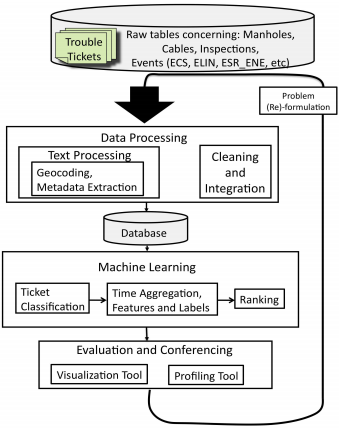 Trouble
Tickets
Raw tables concerning: Manholes,
Cables, Inspections,
Events (ECS, ELIN, ESR_ENE, etc)
Problem
(Re)-formulation
Data Processing
Text Processing
Geocoding,
Metadata Extraction
Cleaning
and
Integration
Database
Machine Learning
Ticket
Classification
Time Aggregation,
Features and Labels
Ranking
Evaluation and Conferencing
Visualization Tool
Profiling Tool